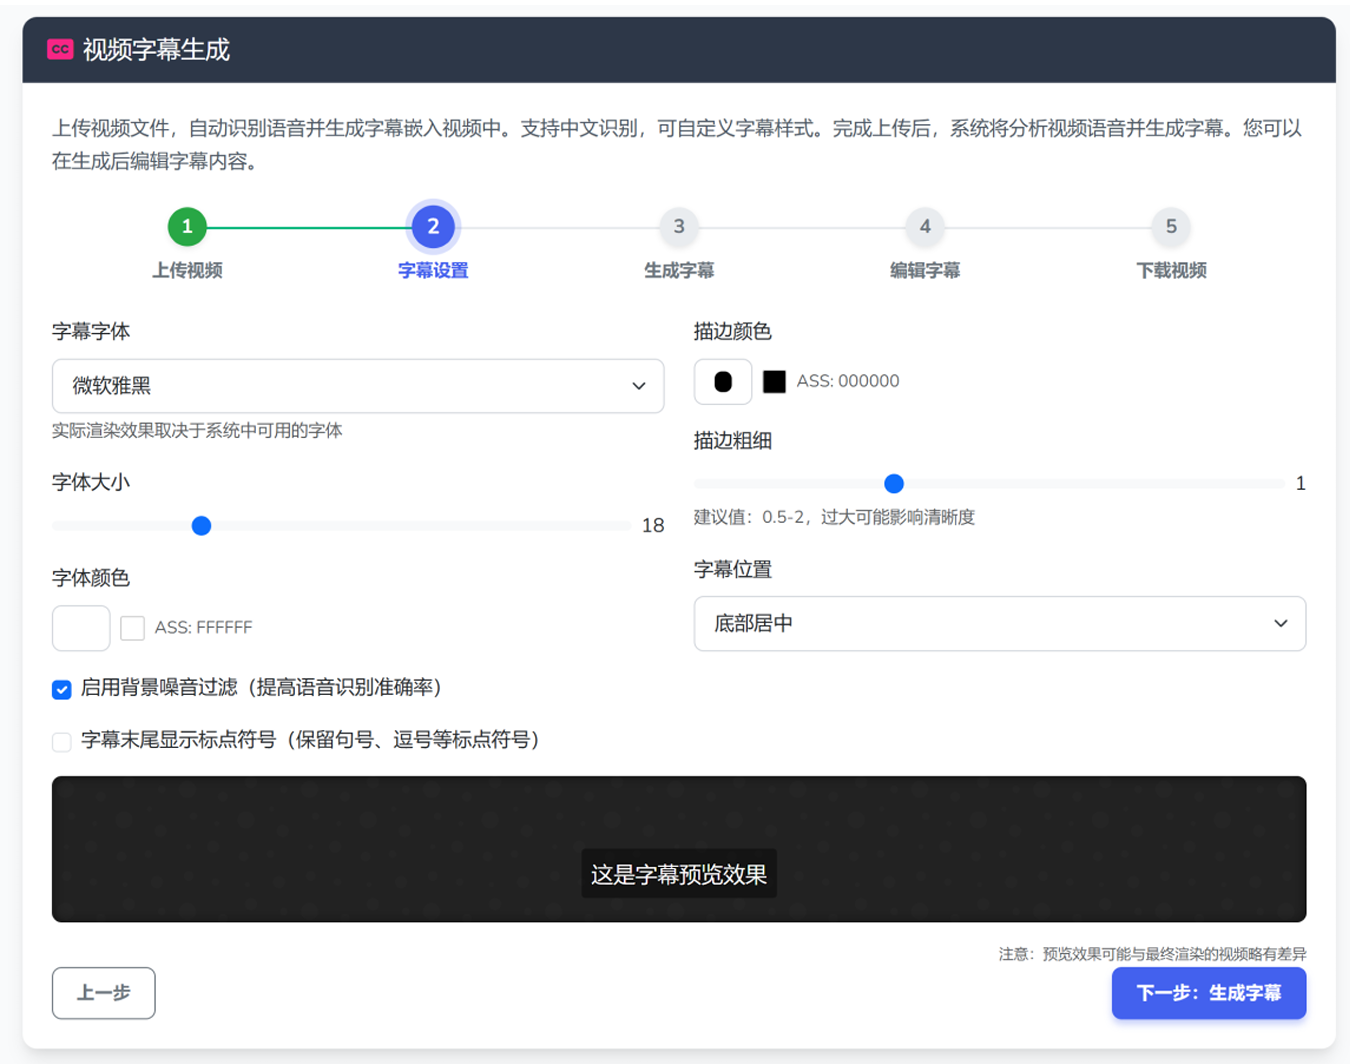 CC 视频字幕生成
上传视频文件，自动识别语音并生成字幕嵌入视频中。支持中文识别，可自定义字幕样式。完成上传后，系统将分析视频语音并生成字幕。您可以
在生成后编辑字幕内容。
1 2 3 4 5
上传视频 字幕设置 生成字幕 编辑字幕 下载视频
字幕字体
微软雅黑
实际渲染效果取决于系统中可用的字体
字体大小
18
字体颜色
ASS: FFFFFF
描边颜色
ASS: 000000
描边粗细
1
建议值：0.5-2，过大可能影响清晰度
字幕位置
底部居中
启用背景噪音过滤（提高语音识别准确率）
字幕末尾显示标点符号（保留句号、逗号等标点符号）
这是字幕预览效果
注意：预览效果可能与最终渲染的视频略有差异
上一步
下一步：生成字幕